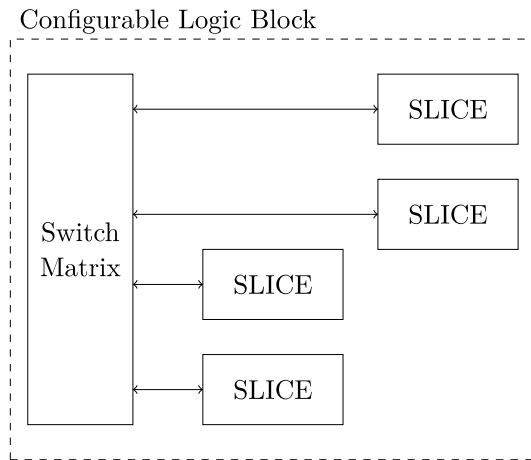 Configurable Logic Block
SLICE
SLICE
Switch
Matrix
SLICE
SLICE